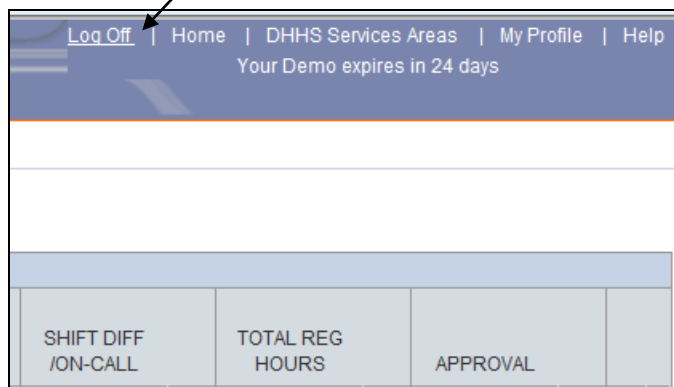 Log Off | Home | DHHS Services Areas | My Profile | Help
Your Demo expires in 24 days
SHIFT DIFF
/ON-CALL
TOTAL REG
HOURS
APPROVAL